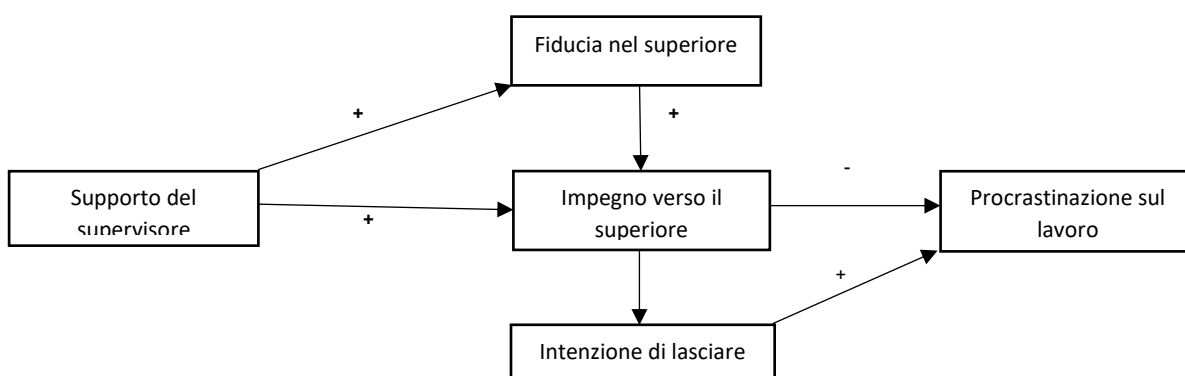 Fiducia nel superiore
+
+
Supporto del
supervisore
+
Impegno verso il
superiore
-
Procrastinazione sul
lavoro
+
Intenzione di lasciare